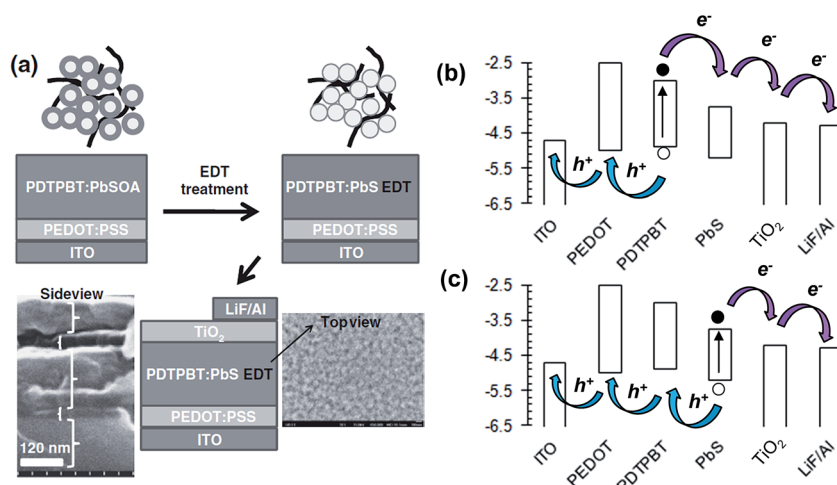 (a)
PDTPBT:PbSOA
PEDOT:PSS
ITO
EDT
treatment
PDTPBT:PbS EDT
PEDOT:PSS
ITO
Sideview
120 nm
LiF/Al
TiO2
PDTPBT:PbS EDT
PEDOT:PSS
ITO
Topview
(b)
-2.5
-3.5
-4.5
-5.5
-6.5
e-
e-
e-
h+
h+
ITO
PEDOT
PDTPBT
PbS
TiO2
LiF/Al
(c)
-2.5
-3.5
-4.5
-5.5
-6.5
e-
e-
h+
h+
h+
ITO
PEDOT
PDTPBT
PbS
TiO2
LiF/Al